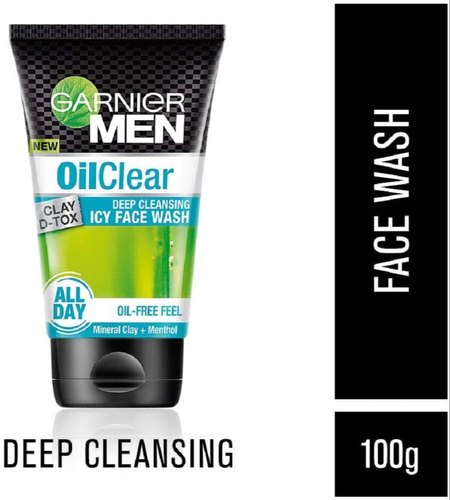 GARNIER
MEN
NEW
OilClear
CLAY
D-TOX
DEEP CLEANSING
ICY FACE WASH
ALL
DAY
OIL-FREE FEEL
Mineral Clay + Menthol
DEEP CLEANSING
FACE WASH
100g